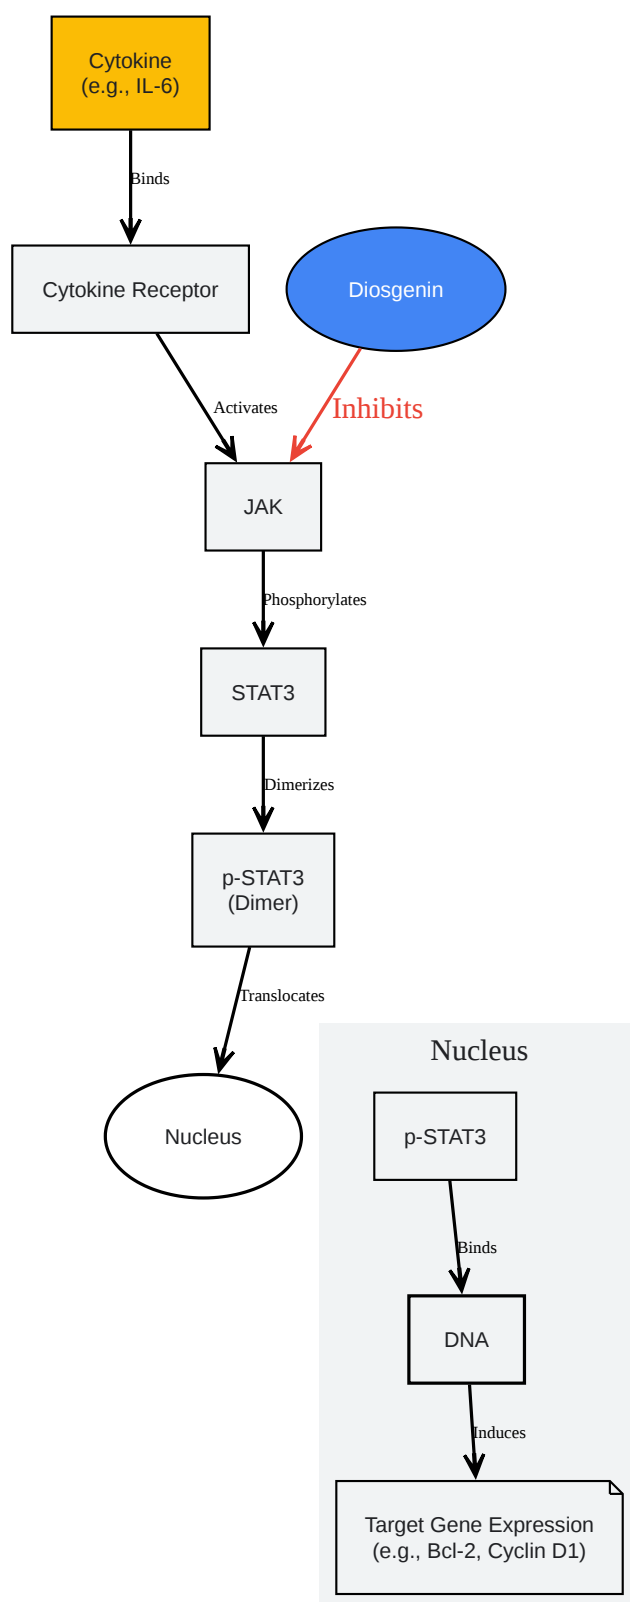 Cytokine
(e.g., IL-6)
Binds
Cytokine Receptor
Diosgenin
Activates
Inhibits
JAK
Phosphorylates
STAT3
Dimerizes
p-STAT3
(Dimer)
Translocates
Nucleus
Nucleus
p-STAT3
Binds
DNA
Induces
Target Gene Expression
(e.g., Bcl-2, Cyclin D1)